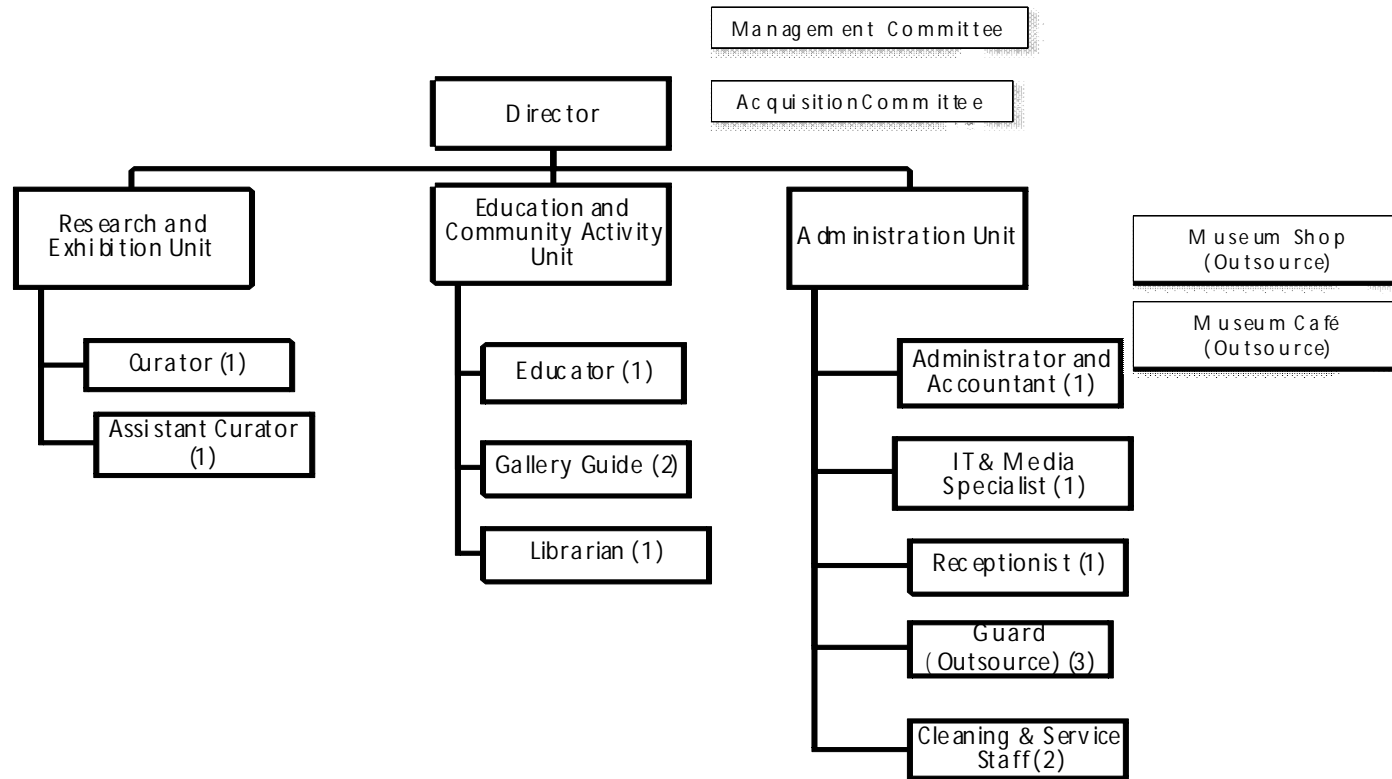 Management Committee
Acquisition Committee
Director
Research and
Exhibition Unit
Education and
Community Activity
Unit
Administration Unit
Museum Shop
(Outsource)
Museum Café
(Outsource)
Curator (1)
Assistant Curator
(1)
Educator (1)
Gallery Guide (2)
Librarian (1)
Administrator and
Accountant (1)
IT & Media
Specialist (1)
Receptionist (1)
Guard
(Outsource) (3)
Cleaning & Service
Staff (2)